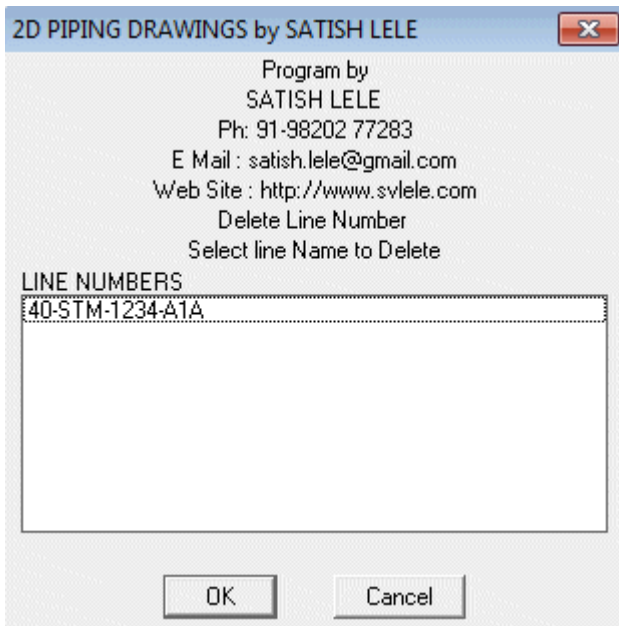 2D PIPING DRAWINGS by SATISH LELE
Program by
SATISH LELE
Ph: 91-98202 77283
E Mail : satish.lele@gmail.com
Web Site : http://www.svlele.com
Delete Line Number
Select line Name to Delete
LINE NUMBERS
40-STM-1234-A1A
OK
Cancel